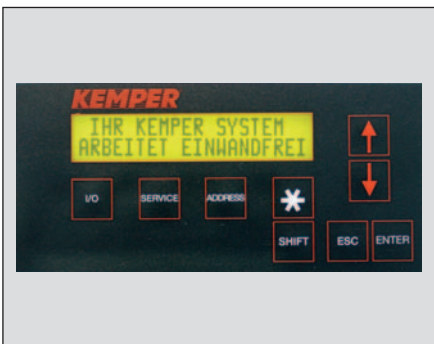 KEMPER
IHR KEMPER SYSTEM
ARBEITET EINWANDFREI
I/O SERVICE ADDRESS *
SHIFT ESC ENTER